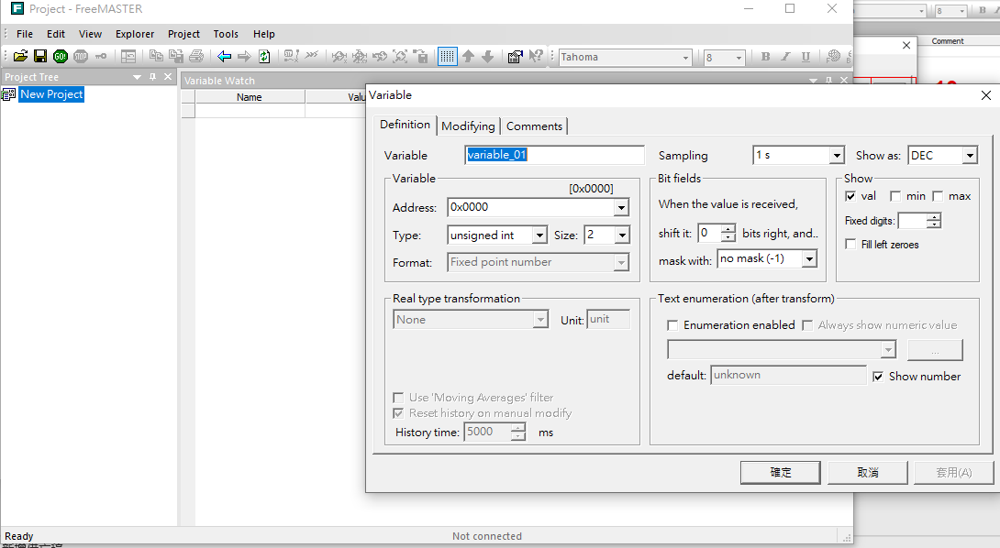 Project - FreeMASTER
File Edit View Explorer Project Tools Help
GO! STOP Tahoma 8 B I U
8 B
Comment
Project Tree
New Project
Variable Watch
Name Valu
Variable
Definition Modifying Comments
Variable variable_01 Sampling 1 s Show as: DEC
Variable
[0x0000]
Address: 0x0000
Type: unsigned int Size: 2
Format: Fixed point number
Bit fields
When the value is received,
shift it: 0 bits right, and..
mask with: no mask (-1)
Show
val min max
Fixed digits:
Fill left zeroes
Real type transformation
None Unit: unit
Use 'Moving Averages' filter
Reset history on manual modify
History time: 5000 ms
Text enumeration (after transform)
Enumeration enabled Always show numeric value
...
default: unknown Show number
確定 取消 套用(A)
Ready Not connected